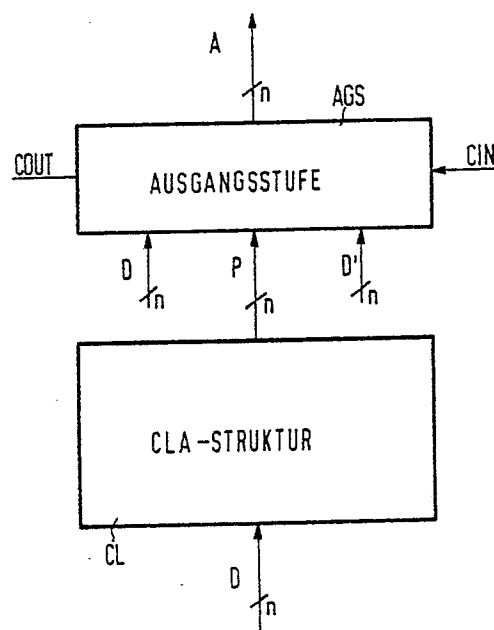 A
n
AGS
COUT
AUSGANGSSTUFE
CIN
D
P
D'
n
n
n
CLA-STRUKTUR
CL
D
n